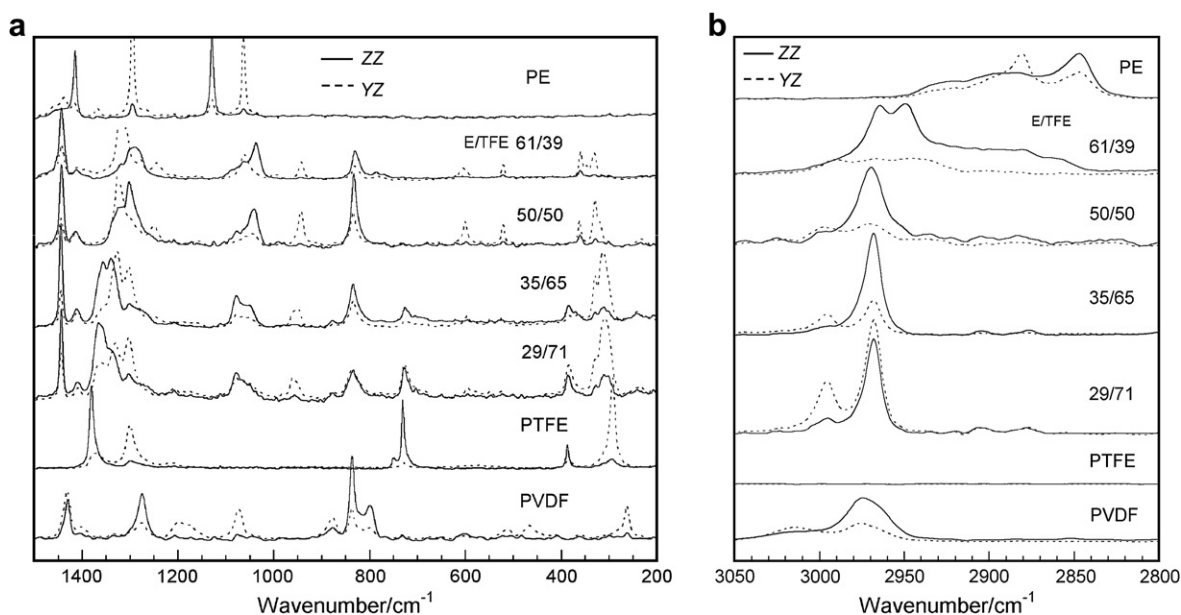 a
ZZ
YZ
PE
E/TFE 61/39
50/50
35/65
29/71
PTFE
PVDF
1400 1200 1000 800 600 400 200
Wavenumber/cm⁻¹
b
ZZ
YZ
PE
E/TFE
61/39
50/50
35/65
29/71
PTFE
PVDF
3050 3000 2950 2900 2850 2800
Wavenumber/cm⁻¹